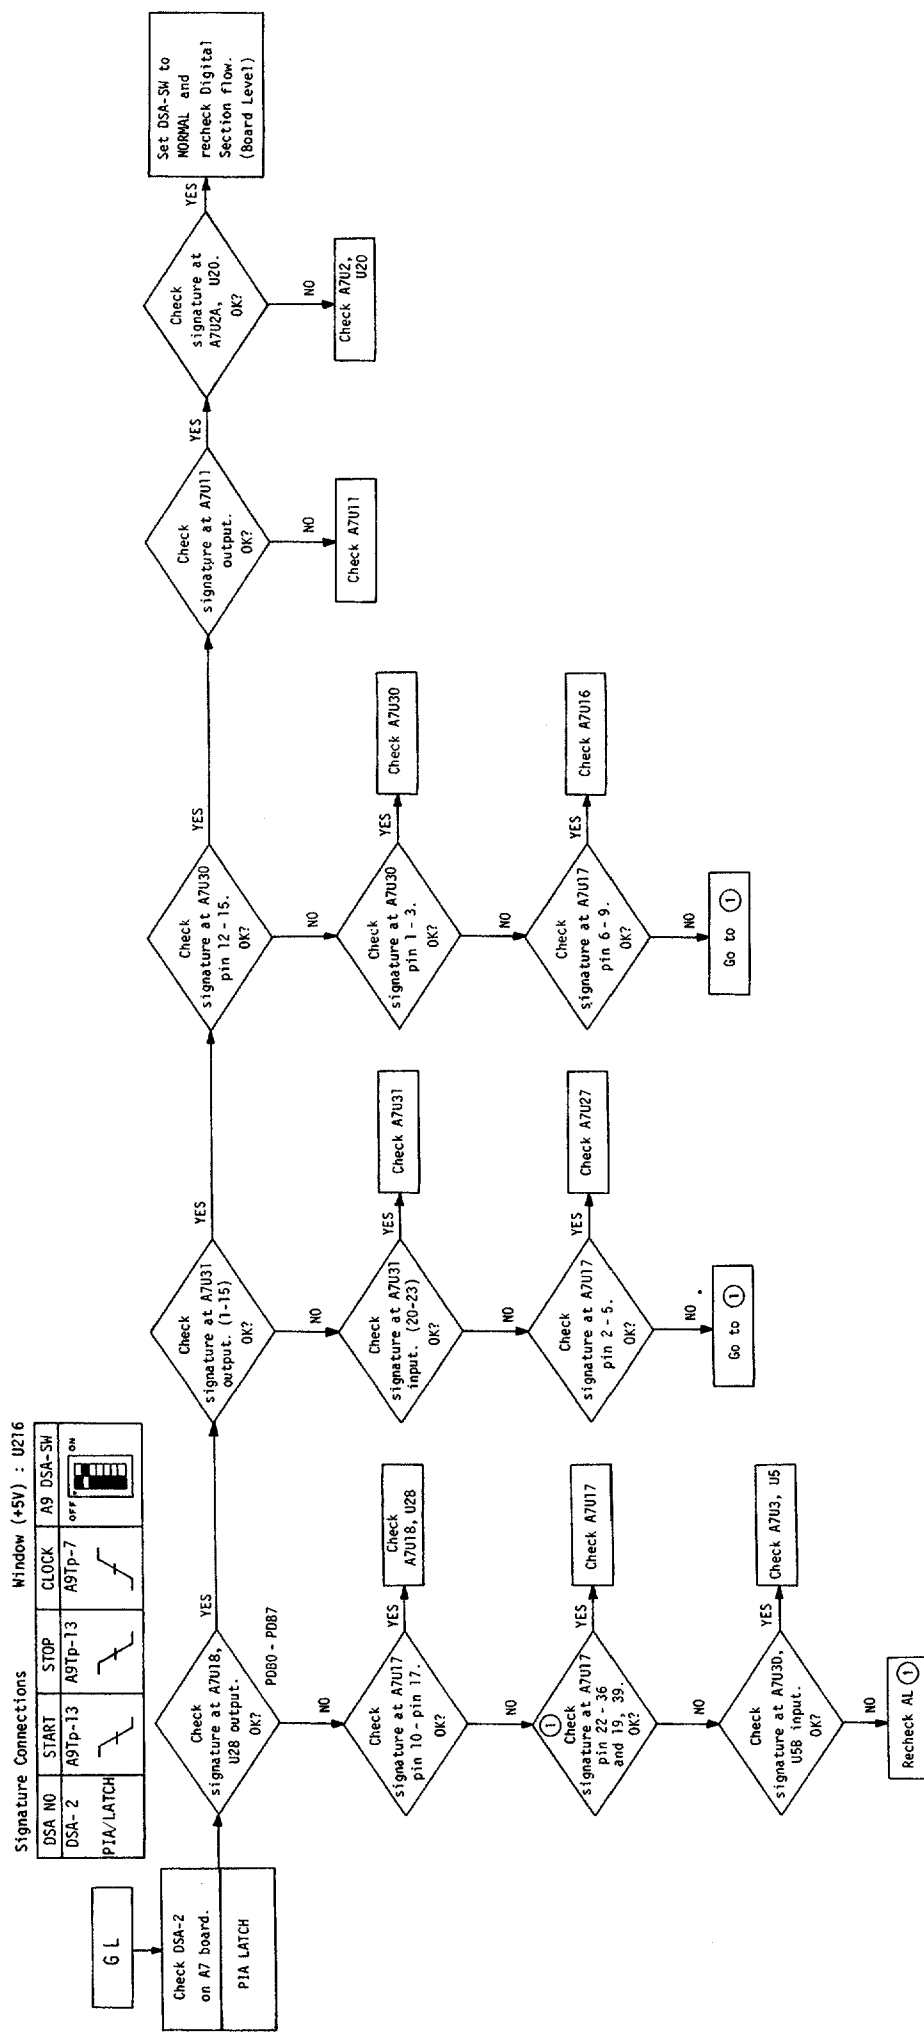 Signature Connections
Window (+5V) : U216
DSA NO
START
STOP
CLOCK
A9 DSA-SW
DSA- 2
A9Tp-13
A9Tp-13
A9Tp-7
OFF
ON
PIA/LATCH
G L
Check DSA-2
on A7 board.
PIA LATCH
Check
signature at A7U18,
U28 output.
OK?
YES
PDB0 - PDB7
NO
Check
signature at A7U17
pin 10 - pin 17.
OK?
YES
Check
A7U18, U28
NO
1
Check
signature at A7U17
pin 22 - 36
and 19, 39.
OK?
YES
Check A7U17
NO
Check
signature at A7U3D,
U5B input.
OK?
YES
Check A7U3, U5
NO
Recheck AL 1
Check
signature at A7U31
output. (1-15)
OK?
YES
NO
Check
signature at A7U31
input. (20-23)
OK?
YES
Check A7U31
NO
Check
signature at A7U17
pin 2 - 5.
OK?
YES
Check A7U27
NO
Go to 1
Check
signature at A7U30
pin 12 - 15.
OK?
YES
NO
Check
signature at A7U30
pin 1 - 3.
OK?
YES
Check A7U30
NO
Check
signature at A7U17
pin 6 - 9.
OK?
YES
Check A7U16
NO
Go to 1
Check
signature at A7U11
output.
OK?
YES
NO
Check A7U11
Check
signature at
A7U2A, U20.
OK?
YES
NO
Check A7U2,
U20
Set DSA-SW to
NORMAL and
recheck Digital
Section flow.
(Board Level)